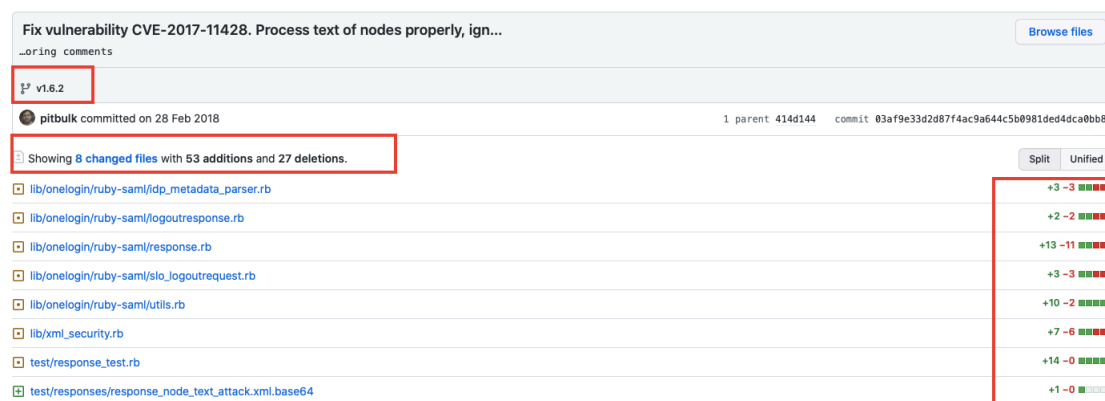 Fix vulnerability CVE-2017-11428. Process text of nodes properly, ign...
Browse files
…oring comments
v1.6.2
pitbulk committed on 28 Feb 2018
1 parent 414d144 commit 03af9e33d2d87f4ac9a644c5b0981ded4dca0bb8
Showing 8 changed files with 53 additions and 27 deletions.
Split Unified
lib/onelogin/ruby-saml/idp_metadata_parser.rb +3 −3
lib/onelogin/ruby-saml/logoutresponse.rb +2 −2
lib/onelogin/ruby-saml/response.rb +13 −11
lib/onelogin/ruby-saml/slo_logoutrequest.rb +3 −3
lib/onelogin/ruby-saml/utils.rb +10 −2
lib/xml_security.rb +7 −6
test/response_test.rb +14 −0
test/responses/response_node_text_attack.xml.base64 +1 −0